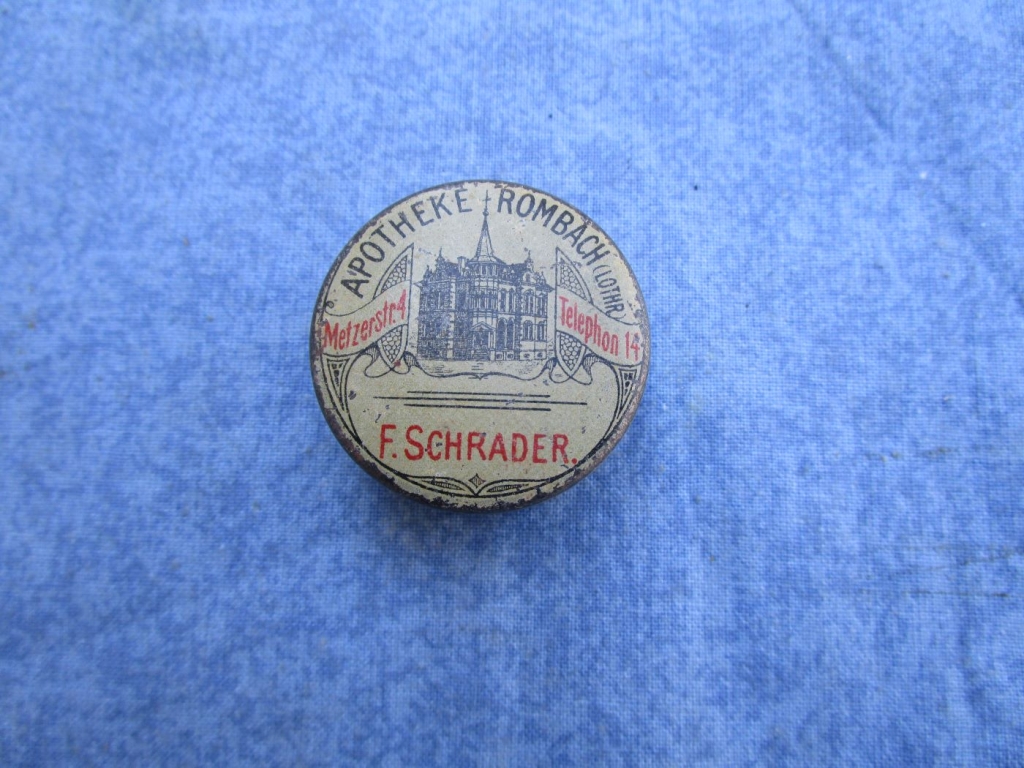 APOTHEKE ROMBACH (LOTHR)
Metzerstr.4
Telephon 14
F. SCHRADER.